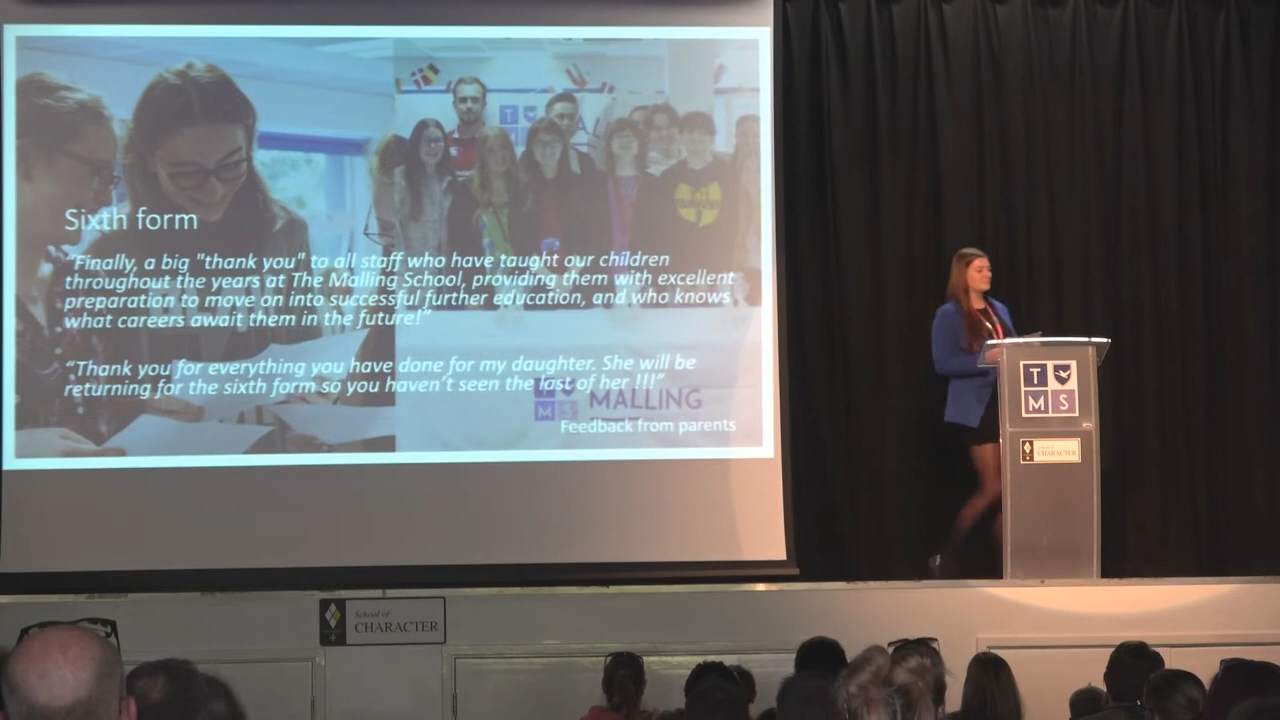 Sixth form
"Finally, a big "thank you" to all staff who have taught our children
throughout the years at The Malling School, providing them with excellent
preparation to move on into successful further education, and who knows
what careers await them in the future!"
"Thank you for everything you have done for my daughter. She will be
returning for the sixth form so you haven't seen the last of her !!!"
T
M S
MALLING
Feedback from parents
T
M S
School of
CHARACTER
School of
CHARACTER